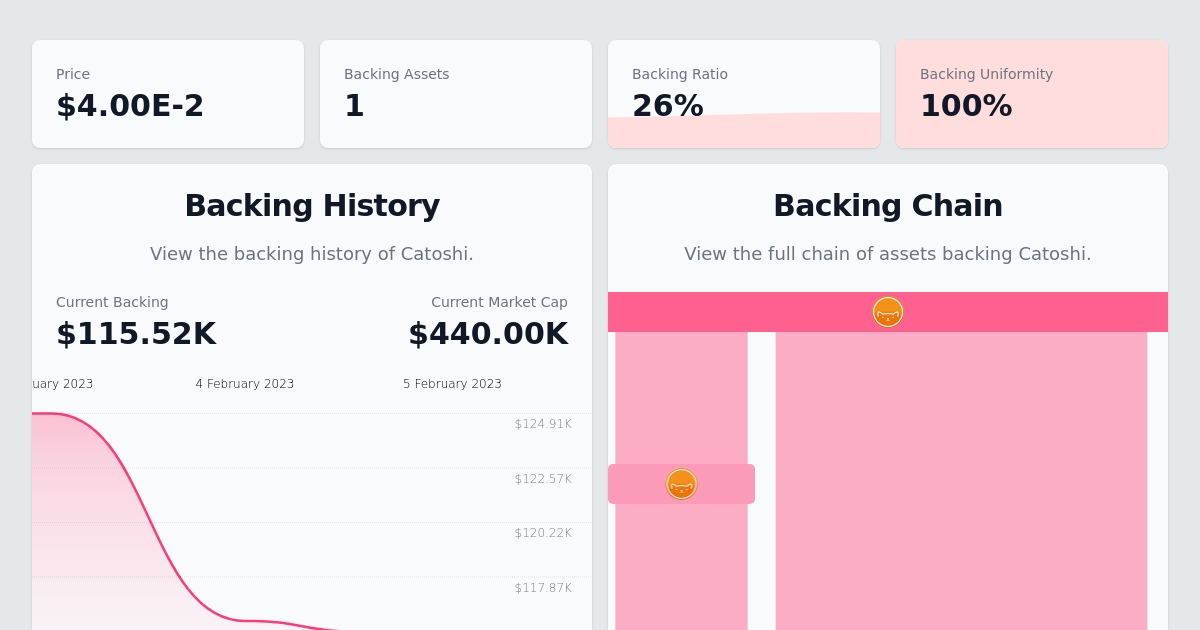 Price
$4.00E-2
Backing Assets
1
Backing Ratio
26%
Backing Uniformity
100%
Backing History
View the backing history of Catoshi.
Current Backing
$115.52K
Current Market Cap
$440.00K
uary 2023
4 February 2023
5 February 2023
$124.91K
$122.57K
$120.22K
$117.87K
Backing Chain
View the full chain of assets backing Catoshi.